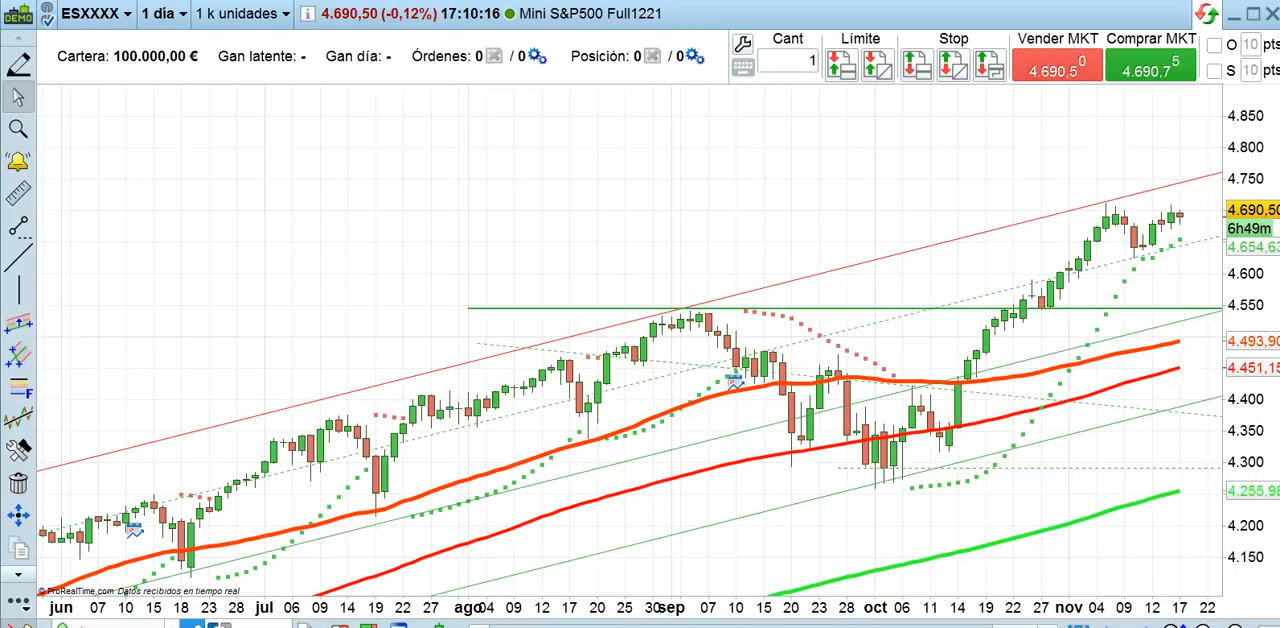 DEMO ESXXXX 1 día 1 k unidades 4.690,50 (-0,12%) 17:10:16 Mini S&P500 Full1221
Cartera: 100.000,00 € Gan latente: - Gan día: - Órdenes: 0 / 0 Posición: 0 / 0
Cant Límite Stop Vender MKT Comprar MKT
1 4.690,5 0 4.690,7 5
O 10 pts
S 10 pts
4.850
4.800
4.750
4.690,50
6h49m
4.654,63
4.600
4.550
4.493,90
4.451,15
4.400
4.350
4.300
4.255,98
4.200
4.150
© ProRealTime.com Datos recibidos en tiempo real
jun 07 10 15 18 23 28 jul 06 09 14 19 22 27 ago 04 09 12 17 20 25 30 sep 07 10 15 20 23 28 oct 06 11 14 19 22 27 nov 04 09 12 17 22